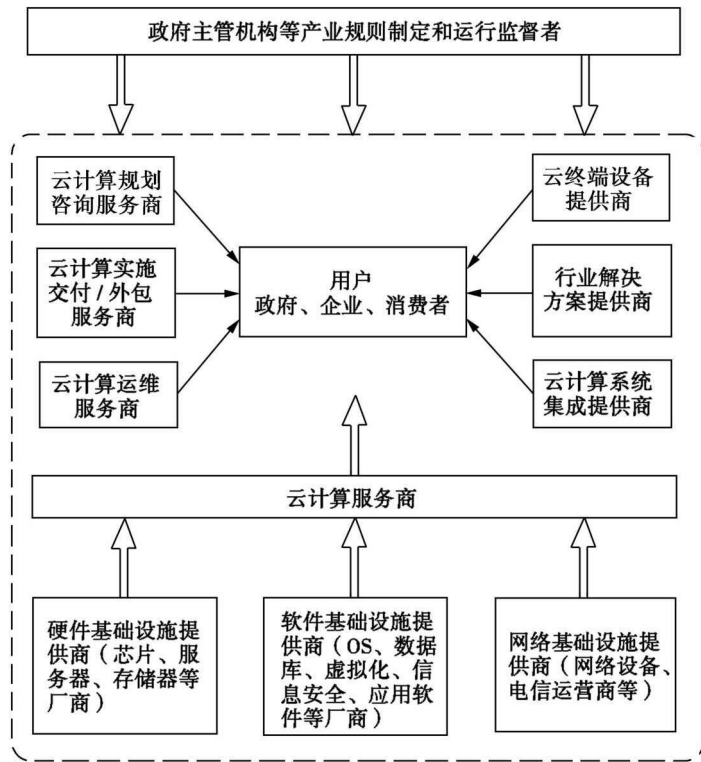 政府主管机构等产业规则制定和运行监督者
云计算规划
咨询服务商
云计算实施
交付/外包
服务商
云计算运维
服务商
用户
政府、企业、消费者
云终端设备
提供商
行业解决
方案提供商
云计算系统
集成提供商
云计算服务商
硬件基础设施提
供商（芯片、服
务器、存储器等
厂商）
软件基础设施提
供商（OS、数据
库、虚拟化、信
息安全、应用软
件等厂商）
网络基础设施提
供商（网络设备、
电信运营商等）